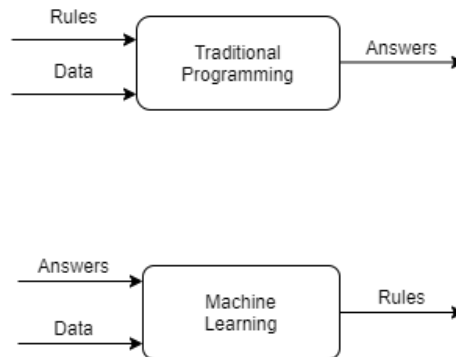 Rules
Data
Traditional
Programming
Answers
Answers
Data
Machine
Learning
Rules